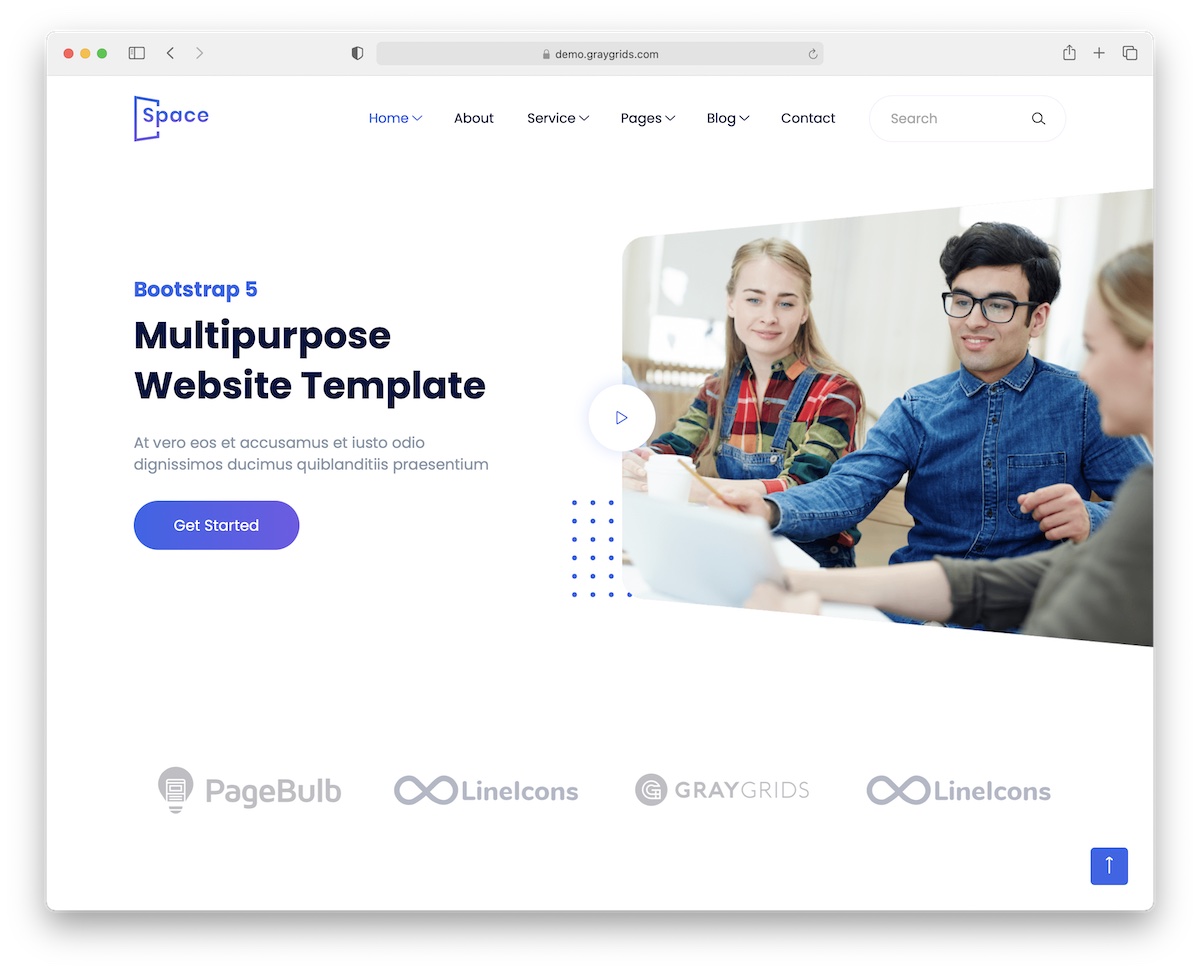 demo.graygrids.com
Space
Home About Service Pages Blog Contact Search
Bootstrap 5
Multipurpose
Website Template
At vero eos et accusamus et iusto odio
dignissimos ducimus quiblanditiis praesentium
Get Started
PageBulb LineIcons GRAYGRIDS LineIcons